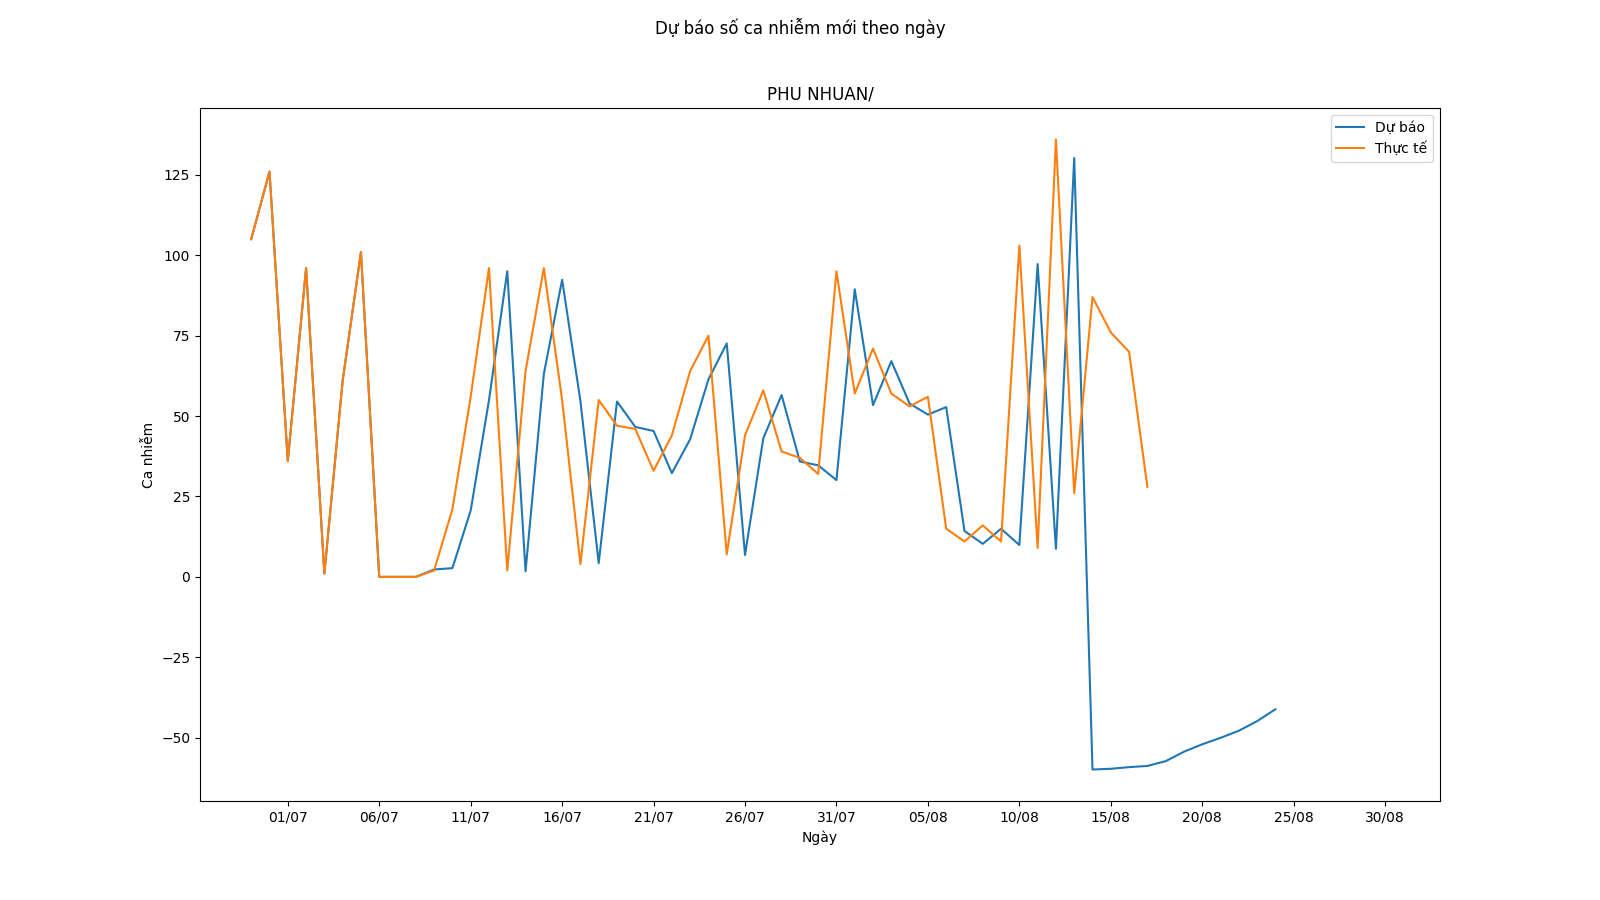 Dự báo số ca nhiễm mới theo ngày
PHU NHUAN/
Dự báo
Thực tế
125
100
75
50
25
0
−25
−50
Ca nhiễm
01/07 06/07 11/07 16/07 21/07 26/07 31/07 05/08 10/08 15/08 20/08 25/08 30/08
Ngày